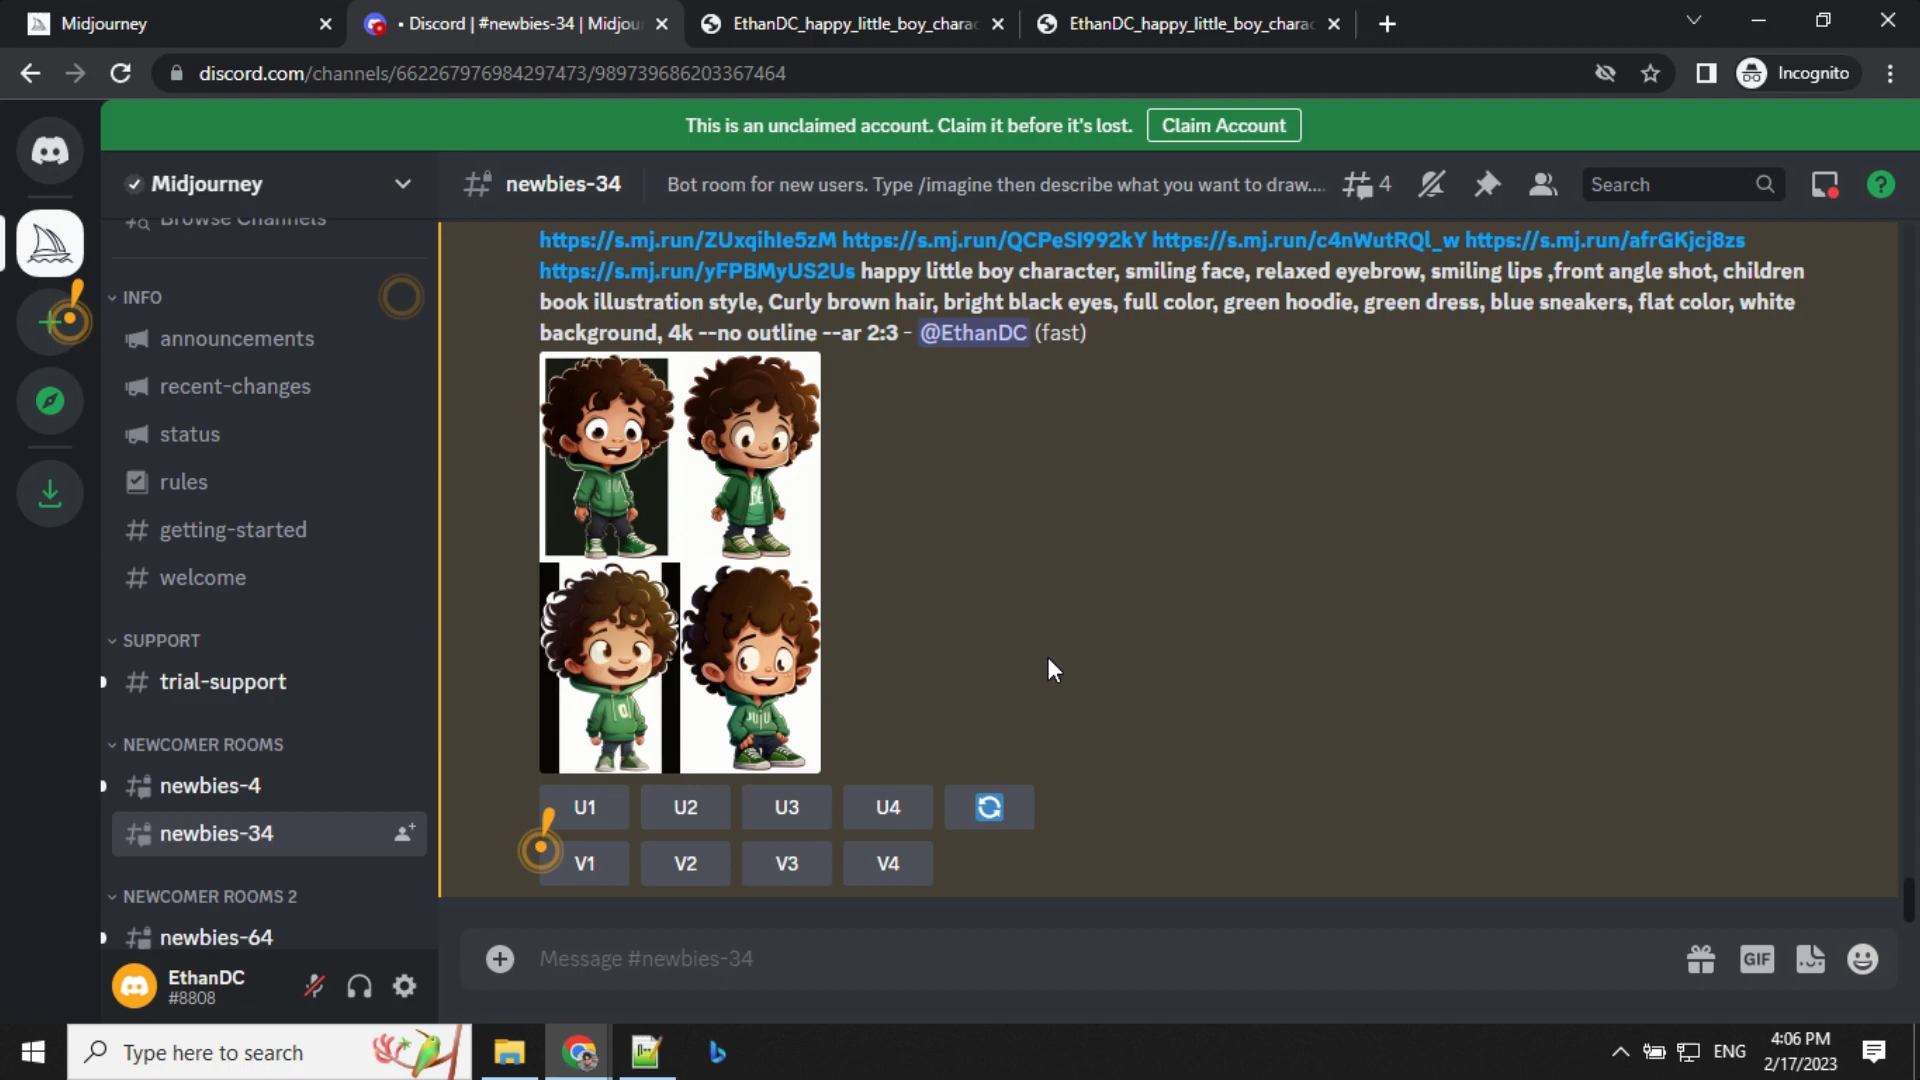 Midjourney
• Discord | #newbies-34 | Midjou
EthanDC_happy_little_boy_charac
EthanDC_happy_little_boy_charac
discord.com/channels/662267976984297473/989739686203367464
Incognito
This is an unclaimed account. Claim it before it's lost.
Claim Account
Midjourney
newbies-34
Bot room for new users. Type /imagine then describe what you want to draw....
4
Search
Browse Channels
INFO
announcements
recent-changes
status
rules
getting-started
welcome
SUPPORT
trial-support
NEWCOMER ROOMS
newbies-4
newbies-34
NEWCOMER ROOMS 2
newbies-64
EthanDC
#8808
https://s.mj.run/ZUxqihIe5zM https://s.mj.run/QCPeSI992kY https://s.mj.run/c4nWutRQl_w https://s.mj.run/afrGKjcj8zs
https://s.mj.run/yFPBMyUS2Us happy little boy character, smiling face, relaxed eyebrow, smiling lips ,front angle shot, children
book illustration style, Curly brown hair, bright black eyes, full color, green hoodie, green dress, blue sneakers, flat color, white
background, 4k --no outline --ar 2:3 - @EthanDC (fast)
U1
U2
U3
U4
V1
V2
V3
V4
Message #newbies-34
GIF
Type here to search
ENG
4:06 PM
2/17/2023